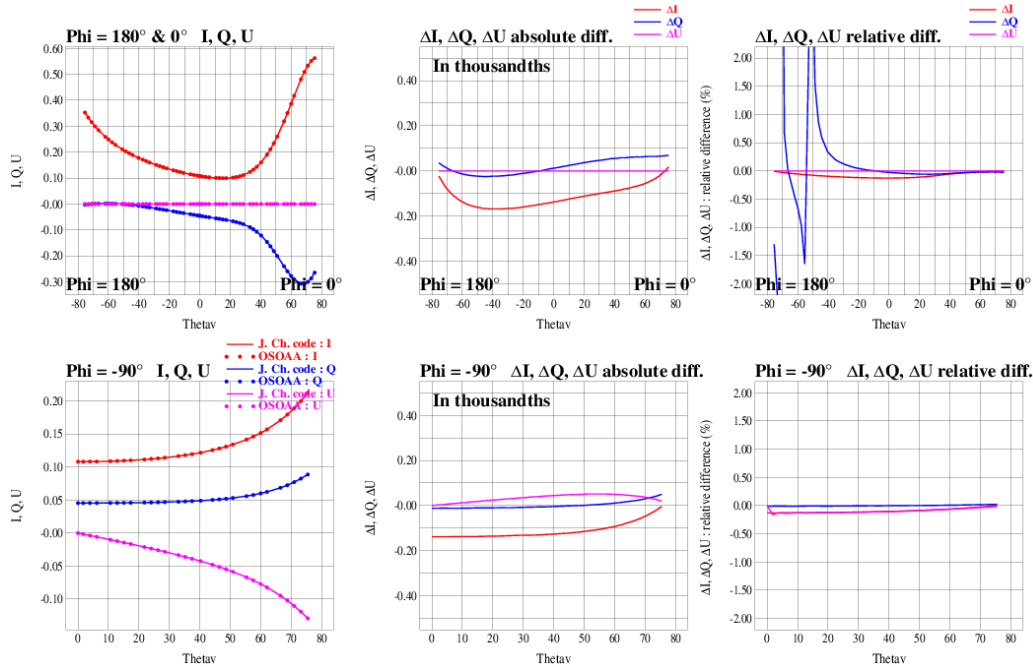 ΔI
ΔQ
ΔU
ΔI
ΔQ
ΔU
Phi = 180° & 0° I, Q, U
0.60
0.50
0.40
0.30
0.20
0.10
-0.00
-0.10
-0.20
-0.30
I, Q, U
Phi = 180°
Phi = 0°
-80 -60 -40 -20 0 20 40 60 80
Thetav
ΔI, ΔQ, ΔU absolute diff.
In thousandths
0.40
0.20
-0.00
-0.20
-0.40
ΔI, ΔQ, ΔU
Phi = 180°
Phi = 0°
-80 -60 -40 -20 0 20 40 60 80
Thetav
ΔI, ΔQ, ΔU relative diff.
2.00
1.50
1.00
0.50
-0.00
-0.50
-1.00
-1.50
-2.00
ΔI, ΔQ, ΔU : relative difference (%)
Phi = 180°
Phi = 0°
-80 -60 -40 -20 0 20 40 60 80
Thetav
Phi = -90° I, Q, U
J. Ch. code : I
OSOAA : I
J. Ch. code : Q
OSOAA : Q
J. Ch. code : U
OSOAA : U
0.20
0.15
0.10
0.05
-0.00
-0.05
-0.10
I, Q, U
0 10 20 30 40 50 60 70 80
Thetav
Phi = -90° ΔI, ΔQ, ΔU absolute diff.
In thousandths
0.40
0.20
-0.00
-0.20
-0.40
ΔI, ΔQ, ΔU
0 10 20 30 40 50 60 70 80
Thetav
Phi = -90° ΔI, ΔQ, ΔU relative diff.
2.00
1.50
1.00
0.50
-0.00
-0.50
-1.00
-1.50
-2.00
ΔI, ΔQ, ΔU : relative difference (%)
0 10 20 30 40 50 60 70 80
Thetav